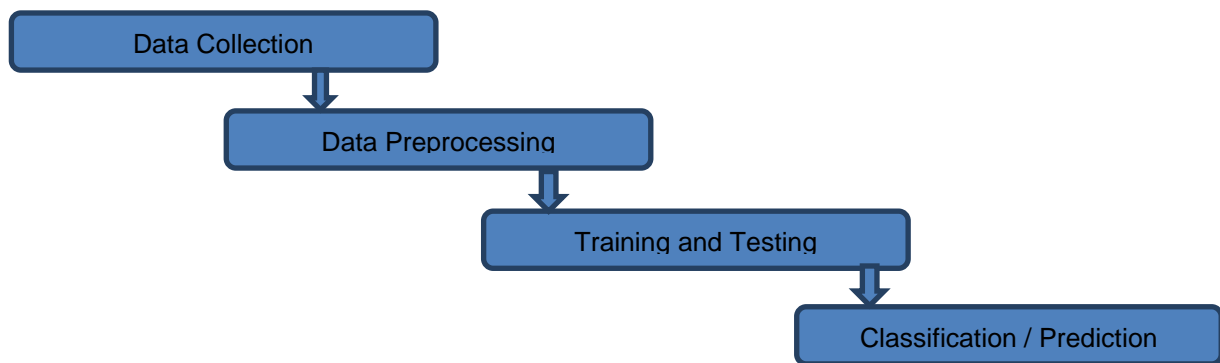 Data Collection
Data Preprocessing
Training and Testing
Classification / Prediction